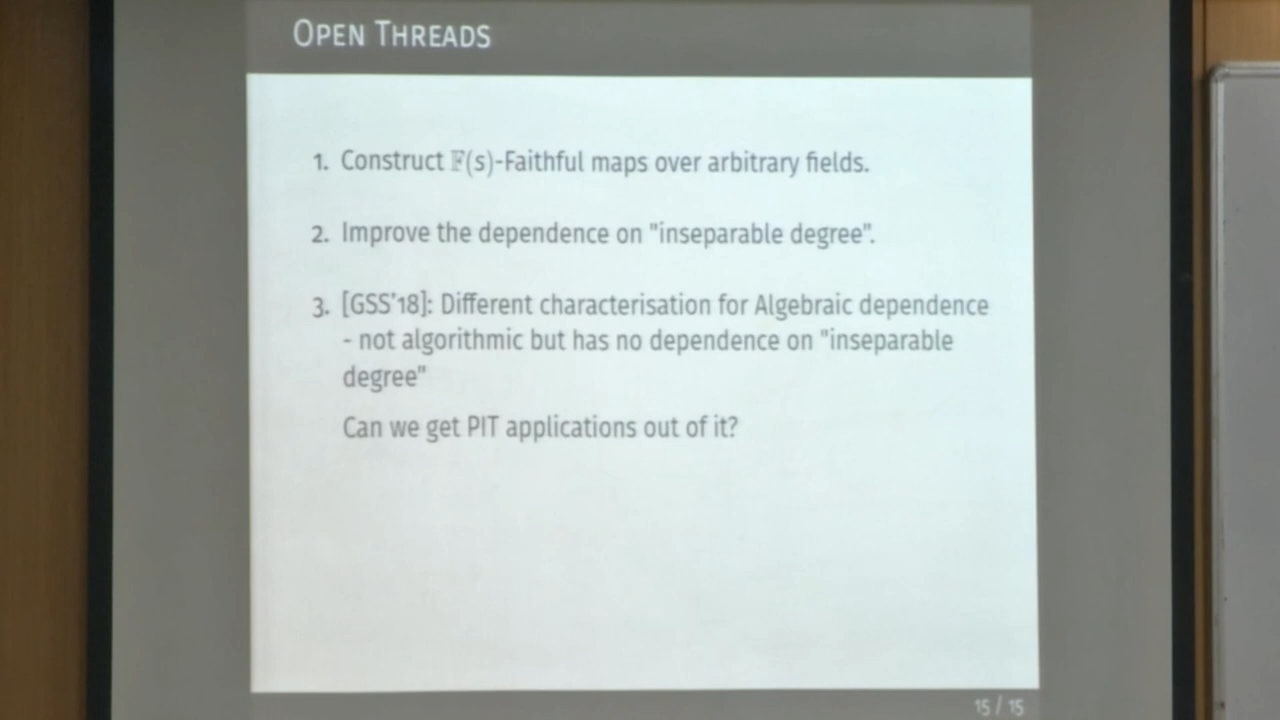 OPEN THREADS
1. Construct 𝔽(s)-Faithful maps over arbitrary fields.
2. Improve the dependence on "inseparable degree".
3. [GSS'18]: Different characterisation for Algebraic dependence
- not algorithmic but has no dependence on "inseparable
degree"
Can we get PIT applications out of it?
15 / 15